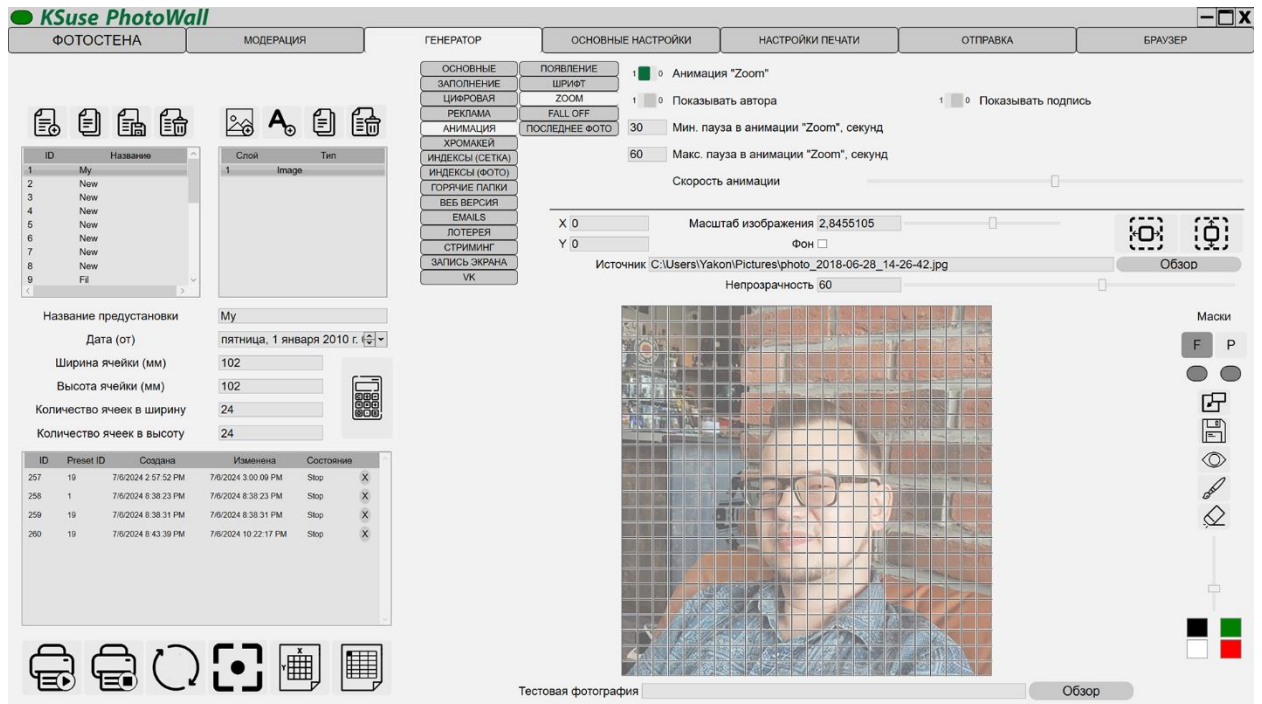 KSuse PhotoWall
X
ФОТОСТЕНА МОДЕРАЦИЯ ГЕНЕРАТОР ОСНОВНЫЕ НАСТРОЙКИ НАСТРОЙКИ ПЕЧАТИ ОТПРАВКА БРАУЗЕР
ОСНОВНЫЕ
ЗАПОЛНЕНИЕ
ЦИФРОВАЯ
РЕКЛАМА
АНИМАЦИЯ
ХРОМАКЕЙ
ИНДЕКСЫ (СЕТКА)
ИНДЕКСЫ (ФОТО)
ГОРЯЧИЕ ПАПКИ
ВЕБ ВЕРСИЯ
EMAILS
ЛОТЕРЕЯ
СТРИМИНГ
ЗАПИСЬ ЭКРАНА
VK
ПОЯВЛЕНИЕ
ШРИФТ
ZOOM
FALL OFF
ПОСЛЕДНЕЕ ФОТО
1 0 Анимация "Zoom"
1 0 Показывать автора 1 0 Показывать подпись
30 Мин. пауза в анимации "Zoom", секунд
60 Макс. пауза в анимации "Zoom", секунд
Скорость анимации
ID Название
1 My
2 New
3 New
4 New
5 New
6 New
7 New
8 New
9 Fil
Слой Тип
1 Image
X 0 Масштаб изображения 2,8455105
Y 0 Фон
Источник C:\Users\Yakon\Pictures\photo_2018-06-28_14-26-42.jpg Обзор
Непрозрачность 60
Название предустановки My
Дата (от) пятница, 1 января 2010 г.
Ширина ячейки (мм) 102
Высота ячейки (мм) 102
Количество ячеек в ширину 24
Количество ячеек в высоту 24
ID Preset ID Создана Изменена Состояние
257 19 7/6/2024 2:57:52 PM 7/6/2024 3:00:09 PM Stop X
258 1 7/6/2024 8:38:23 PM 7/6/2024 8:38:23 PM Stop X
259 19 7/6/2024 8:38:31 PM 7/6/2024 8:38:31 PM Stop X
260 19 7/6/2024 8:43:39 PM 7/6/2024 10:22:17 PM Stop X
X
Y
Маски
F P
Тестовая фотография Обзор